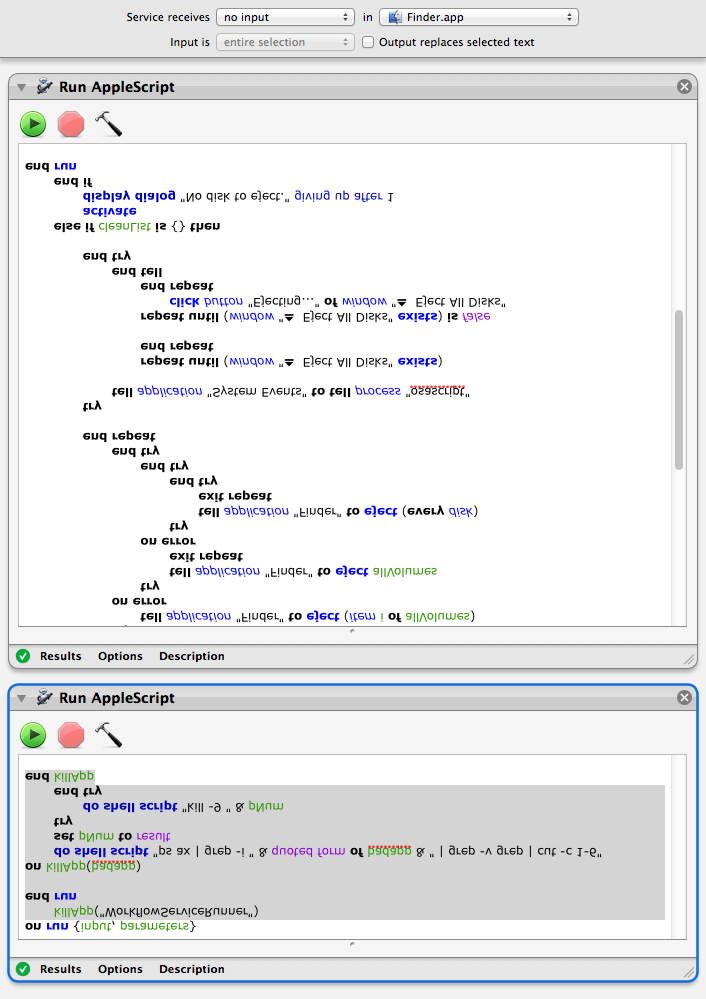 Service receives no input in Finder.app
Input is entire selection Output replaces selected text
Run AppleScript
end run
end if
display dialog "No disk to eject." giving up after 1
activate
else if cleanList is {} then
end try
end tell
end repeat
click button "Ejecting…" of window "⏏ Eject All Disks"
repeat until (window "⏏ Eject All Disks" exists) is false
end repeat
repeat until (window "⏏ Eject All Disks" exists)
tell application "System Events" to tell process "osascript"
try
end repeat
end try
end try
end try
exit repeat
tell application "Finder" to eject (every disk)
try
on error
exit repeat
tell application "Finder" to eject allVolumes
try
on error
tell application "Finder" to eject (item i of allVolumes)
Results Options Description
Run AppleScript
end killApp
end try
do shell script "kill -9 " & pNum
try
set pNum to result
do shell script "ps ax | grep -i " & quoted form of badapp & " | grep -v grep | cut -c 1-6"
on killApp(badapp)
end run
killApp("WorkflowServiceRunner")
on run {input, parameters}
Results Options Description